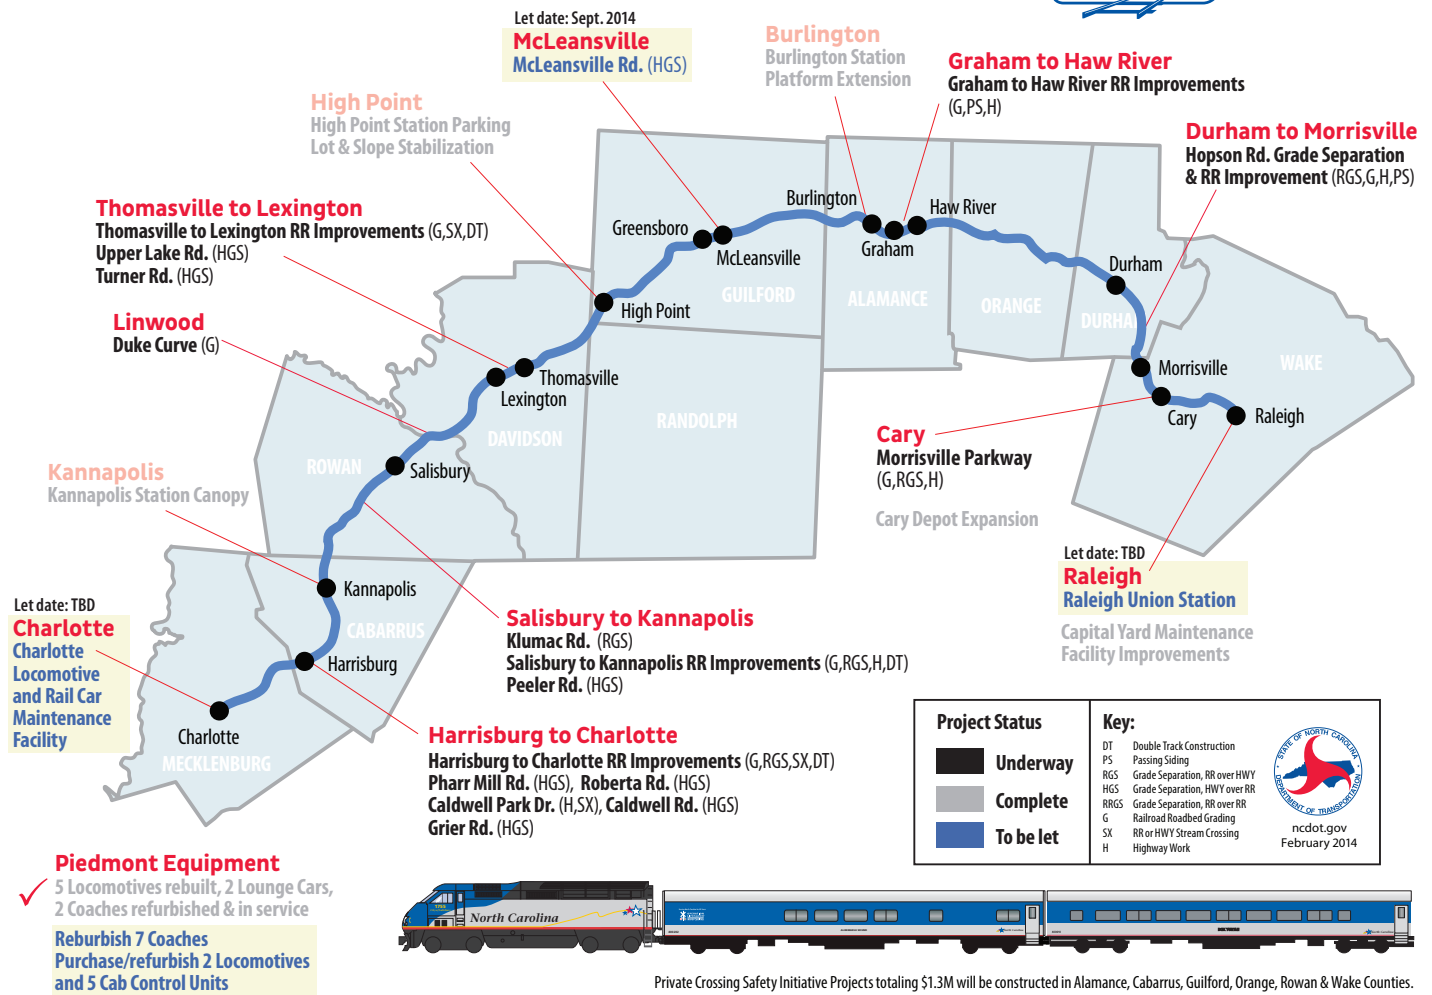 Let date: Sept. 2014
McLeansville
McLeansville Rd. (HGS)
Burlington
Burlington Station
Platform Extension
Graham to Haw River
Graham to Haw River RR Improvements
(G,PS,H)
High Point
High Point Station Parking
Lot & Slope Stabilization
Durham to Morrisville
Hopson Rd. Grade Separation
& RR Improvement (RGS,G,H,PS)
Thomasville to Lexington
Thomasville to Lexington RR Improvements (G,SX,DT)
Upper Lake Rd. (HGS)
Turner Rd. (HGS)
Linwood
Duke Curve (G)
Burlington
Haw River
Greensboro
McLeansville
Graham
Durham
GUILFORD
ALAMANCE
ORANGE
DURHA
WAKE
High Point
Thomasville
Lexington
Morrisville
Cary
Raleigh
RANDOLPH
DAVIDSON
ROWAN
Salisbury
Cary
Morrisville Parkway
(G,RGS,H)
Cary Depot Expansion
Kannapolis
Kannapolis Station Canopy
Let date: TBD
Raleigh
Raleigh Union Station
Capital Yard Maintenance
Facility Improvements
Kannapolis
CABARRUS
Harrisburg
Let date: TBD
Charlotte
Charlotte
Locomotive
and Rail Car
Maintenance
Facility
Charlotte
MECKLENBURG
Salisbury to Kannapolis
Klumac Rd. (RGS)
Salisbury to Kannapolis RR Improvements (G,RGS,H,DT)
Peeler Rd. (HGS)
Harrisburg to Charlotte
Harrisburg to Charlotte RR Improvements (G,RGS,SX,DT)
Pharr Mill Rd. (HGS), Roberta Rd. (HGS)
Caldwell Park Dr. (H,SX), Caldwell Rd. (HGS)
Grier Rd. (HGS)
Project Status
Underway
Complete
To be let
Key:
DT Double Track Construction
PS Passing Siding
RGS Grade Separation, RR over HWY
HGS Grade Separation, HWY over RR
RRGS Grade Separation, RR over RR
G Railroad Roadbed Grading
SX RR or HWY Stream Crossing
H Highway Work
STATE OF NORTH CAROLINA
DEPARTMENT OF TRANSPORTATION
ncdot.gov
February 2014
Piedmont Equipment
5 Locomotives rebuilt, 2 Lounge Cars,
2 Coaches refurbished & in service
Reburbish 7 Coaches
Purchase/refurbish 2 Locomotives
and 5 Cab Control Units
North Carolina
Private Crossing Safety Initiative Projects totaling $1.3M will be constructed in Alamance, Cabarrus, Guilford, Orange, Rowan & Wake Counties.